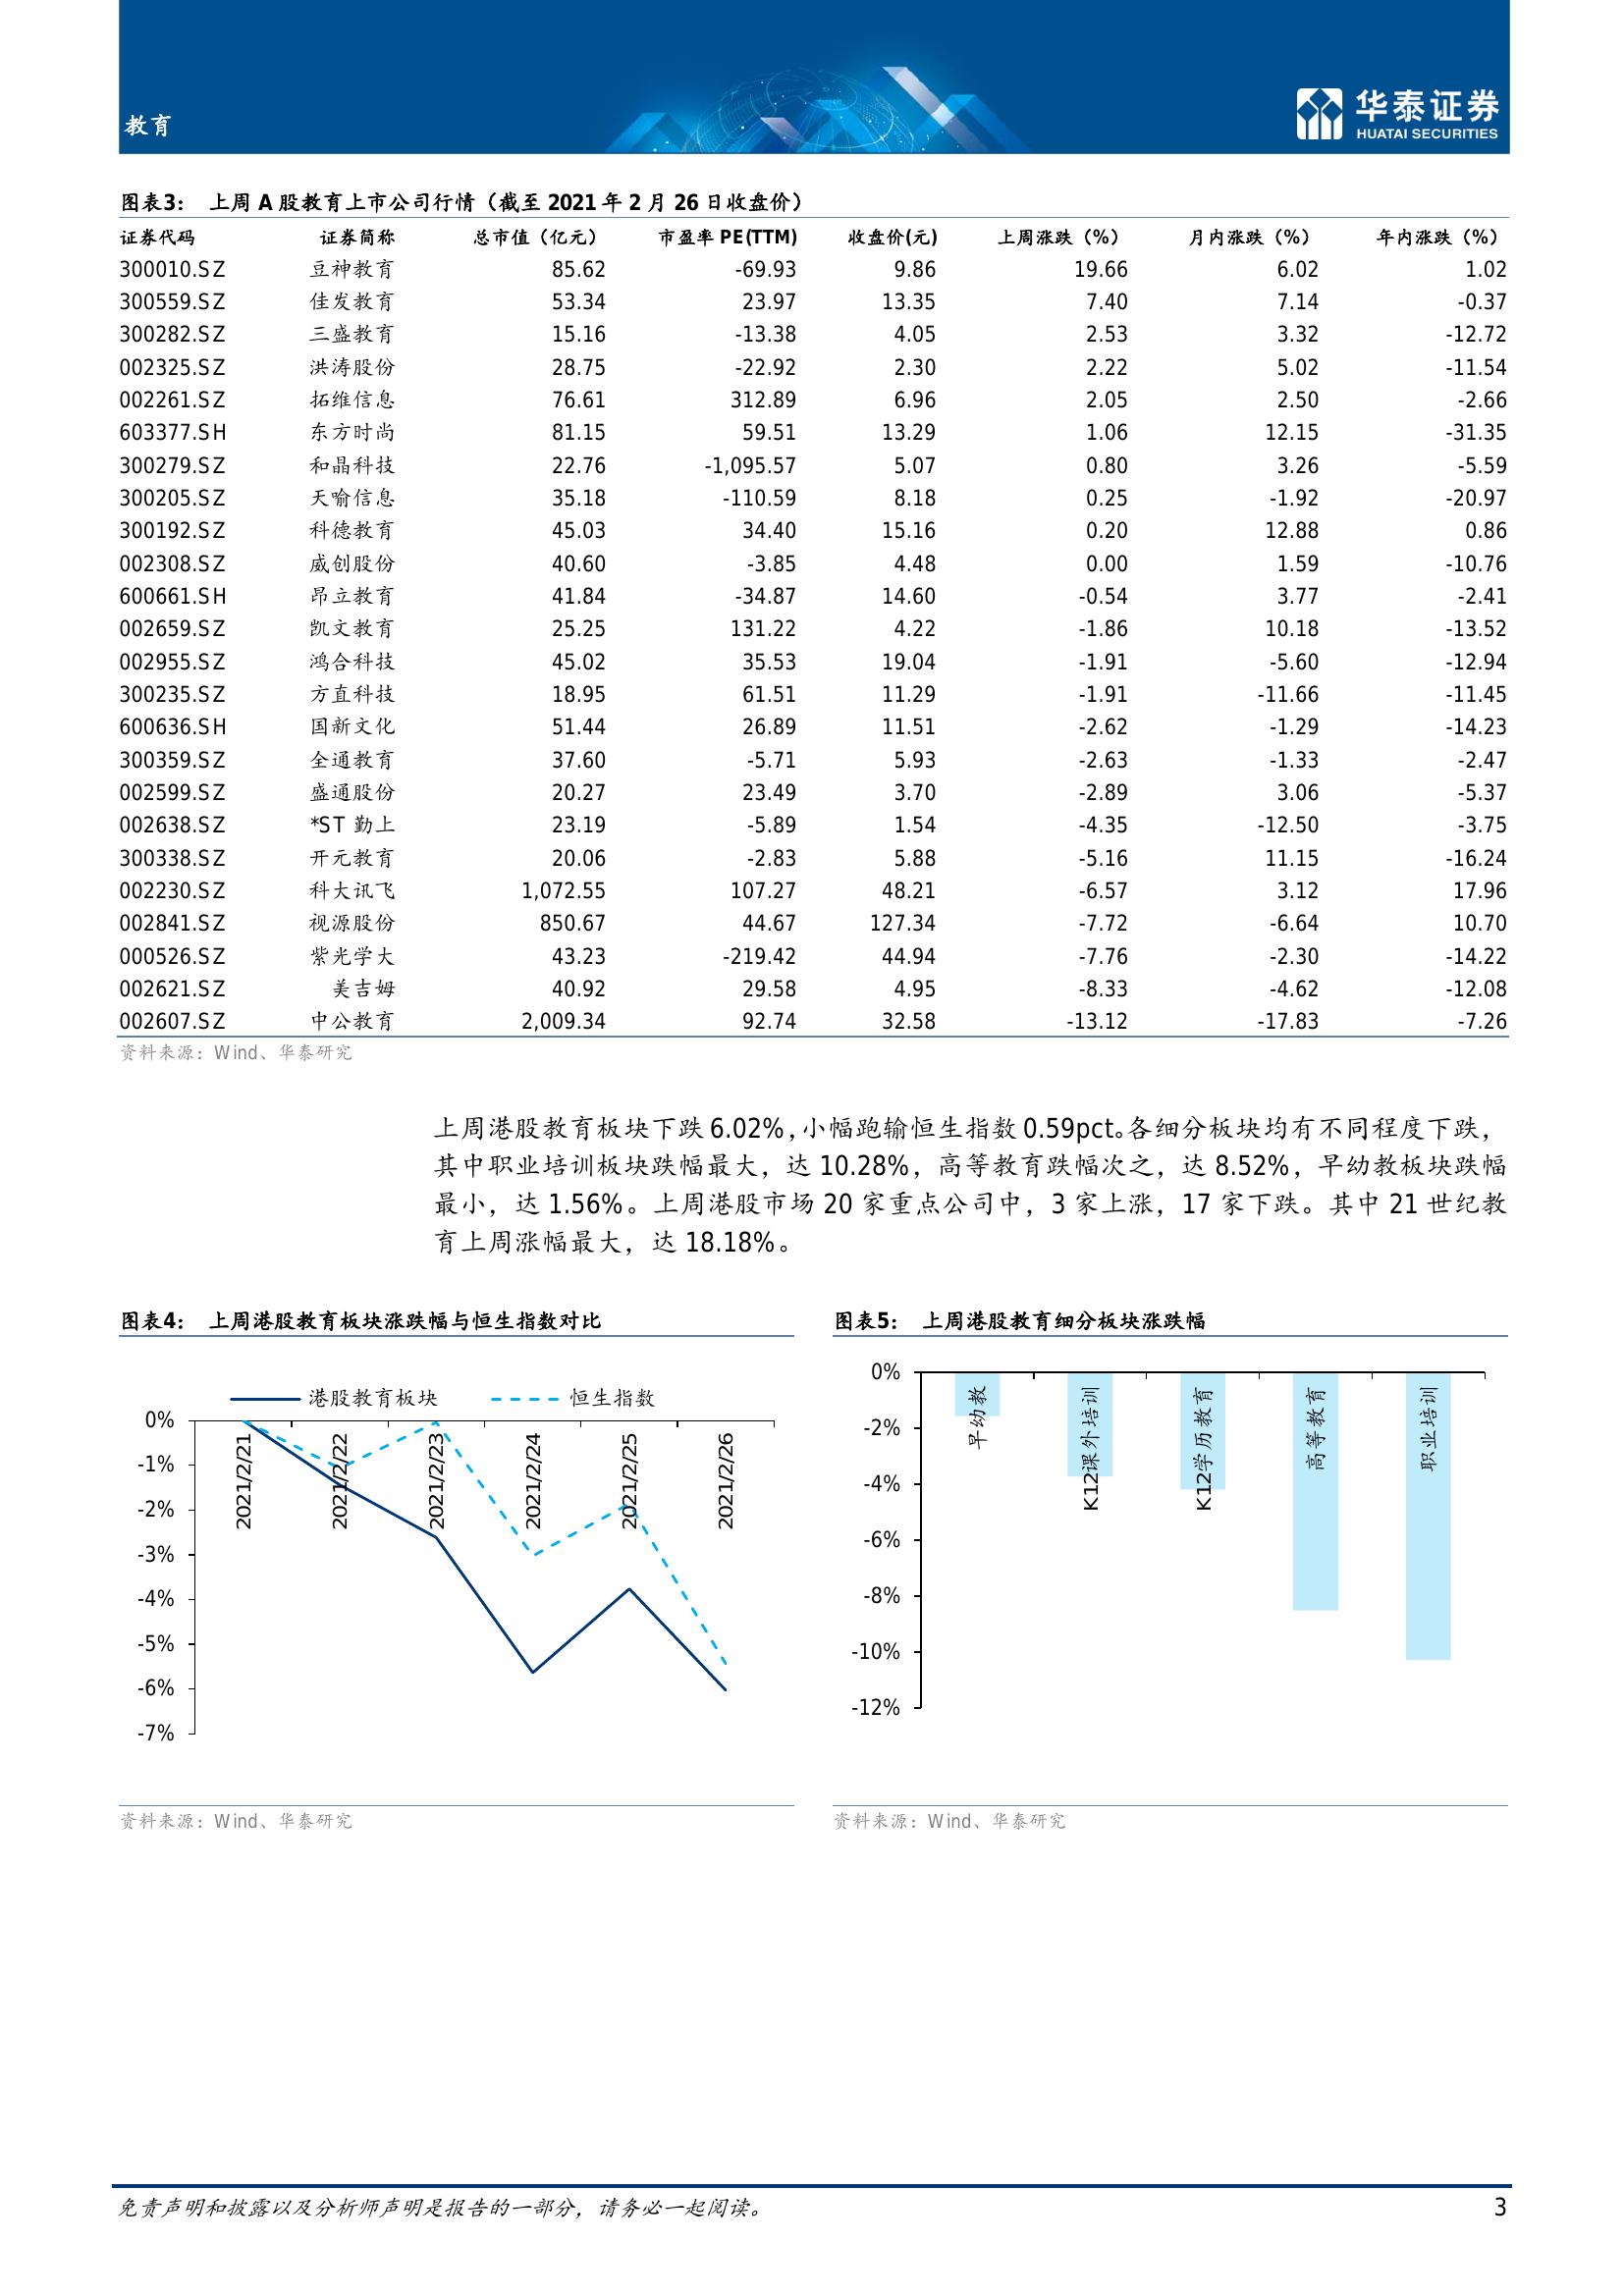 教育
华泰证券
HUATAI SECURITIES
图表3： 上周 A 股教育上市公司行情（截至 2021 年 2 月 26 日收盘价）
证券代码 证券简称 总市值（亿元） 市盈率 PE(TTM) 收盘价(元) 上周涨跌（%） 月内涨跌（%） 年内涨跌（%）
300010.SZ 豆神教育 85.62 -69.93 9.86 19.66 6.02 1.02
300559.SZ 佳发教育 53.34 23.97 13.35 7.40 7.14 -0.37
300282.SZ 三盛教育 15.16 -13.38 4.05 2.53 3.32 -12.72
002325.SZ 洪涛股份 28.75 -22.92 2.30 2.22 5.02 -11.54
002261.SZ 拓维信息 76.61 312.89 6.96 2.05 2.50 -2.66
603377.SH 东方时尚 81.15 59.51 13.29 1.06 12.15 -31.35
300279.SZ 和晶科技 22.76 -1,095.57 5.07 0.80 3.26 -5.59
300205.SZ 天喻信息 35.18 -110.59 8.18 0.25 -1.92 -20.97
300192.SZ 科德教育 45.03 34.40 15.16 0.20 12.88 0.86
002308.SZ 威创股份 40.60 -3.85 4.48 0.00 1.59 -10.76
600661.SH 昂立教育 41.84 -34.87 14.60 -0.54 3.77 -2.41
002659.SZ 凯文教育 25.25 131.22 4.22 -1.86 10.18 -13.52
002955.SZ 鸿合科技 45.02 35.53 19.04 -1.91 -5.60 -12.94
300235.SZ 方直科技 18.95 61.51 11.29 -1.91 -11.66 -11.45
600636.SH 国新文化 51.44 26.89 11.51 -2.62 -1.29 -14.23
300359.SZ 全通教育 37.60 -5.71 5.93 -2.63 -1.33 -2.47
002599.SZ 盛通股份 20.27 23.49 3.70 -2.89 3.06 -5.37
002638.SZ *ST 勤上 23.19 -5.89 1.54 -4.35 -12.50 -3.75
300338.SZ 开元教育 20.06 -2.83 5.88 -5.16 11.15 -16.24
002230.SZ 科大讯飞 1,072.55 107.27 48.21 -6.57 3.12 17.96
002841.SZ 视源股份 850.67 44.67 127.34 -7.72 -6.64 10.70
000526.SZ 紫光学大 43.23 -219.42 44.94 -7.76 -2.30 -14.22
002621.SZ 美吉姆 40.92 29.58 4.95 -8.33 -4.62 -12.08
002607.SZ 中公教育 2,009.34 92.74 32.58 -13.12 -17.83 -7.26
资料来源：Wind、华泰研究
上周港股教育板块下跌 6.02%，小幅跑输恒生指数 0.59pct。各细分板块均有不同程度下跌，
其中职业培训板块跌幅最大，达 10.28%，高等教育跌幅次之，达 8.52%，早幼教板块跌幅
最小，达 1.56%。上周港股市场 20 家重点公司中，3 家上涨，17 家下跌。其中 21 世纪教
育上周涨幅最大，达 18.18%。
图表4： 上周港股教育板块涨跌幅与恒生指数对比
港股教育板块 恒生指数
0%
-1%
-2%
-3%
-4%
-5%
-6%
-7%
2021/2/21
2021/2/22
2021/2/23
2021/2/24
2021/2/25
2021/2/26
资料来源：Wind、华泰研究
图表5： 上周港股教育细分板块涨跌幅
0%
-2%
-4%
-6%
-8%
-10%
-12%
早幼教
K12课外培训
K12学历教育
高等教育
职业培训
资料来源：Wind、华泰研究
免责声明和披露以及分析师声明是报告的一部分，请务必一起阅读。 3